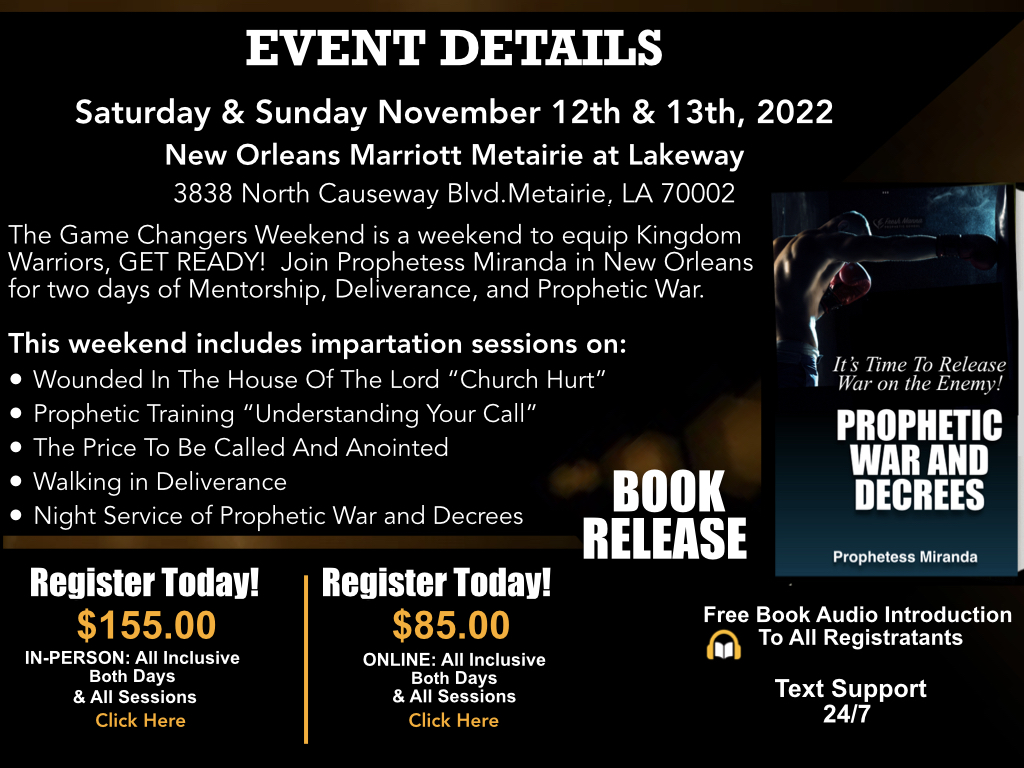 EVENT DETAILS
Saturday & Sunday November 12th & 13th, 2022
New Orleans Marriott Metairie at Lakeway
3838 North Causeway Blvd.Metairie, LA 70002
The Game Changers Weekend is a weekend to equip Kingdom
Warriors, GET READY!  Join Prophetess Miranda in New Orleans
for two days of Mentorship, Deliverance, and Prophetic War.
This weekend includes impartation sessions on:
• Wounded In The House Of The Lord “Church Hurt”
• Prophetic Training “Understanding Your Call”
• The Price To Be Called And Anointed
• Walking in Deliverance
• Night Service of Prophetic War and Decrees
BOOK
RELEASE
It’s Time To Release
War on the Enemy!
PROPHETIC
WAR AND
DECREES
Prophetess Miranda
Register Today!
$155.00
IN-PERSON: All Inclusive
Both Days
& All Sessions
Click Here
Register Today!
$85.00
ONLINE: All Inclusive
Both Days
& All Sessions
Click Here
Free Book Audio Introduction
To All Registratants
Text Support
24/7